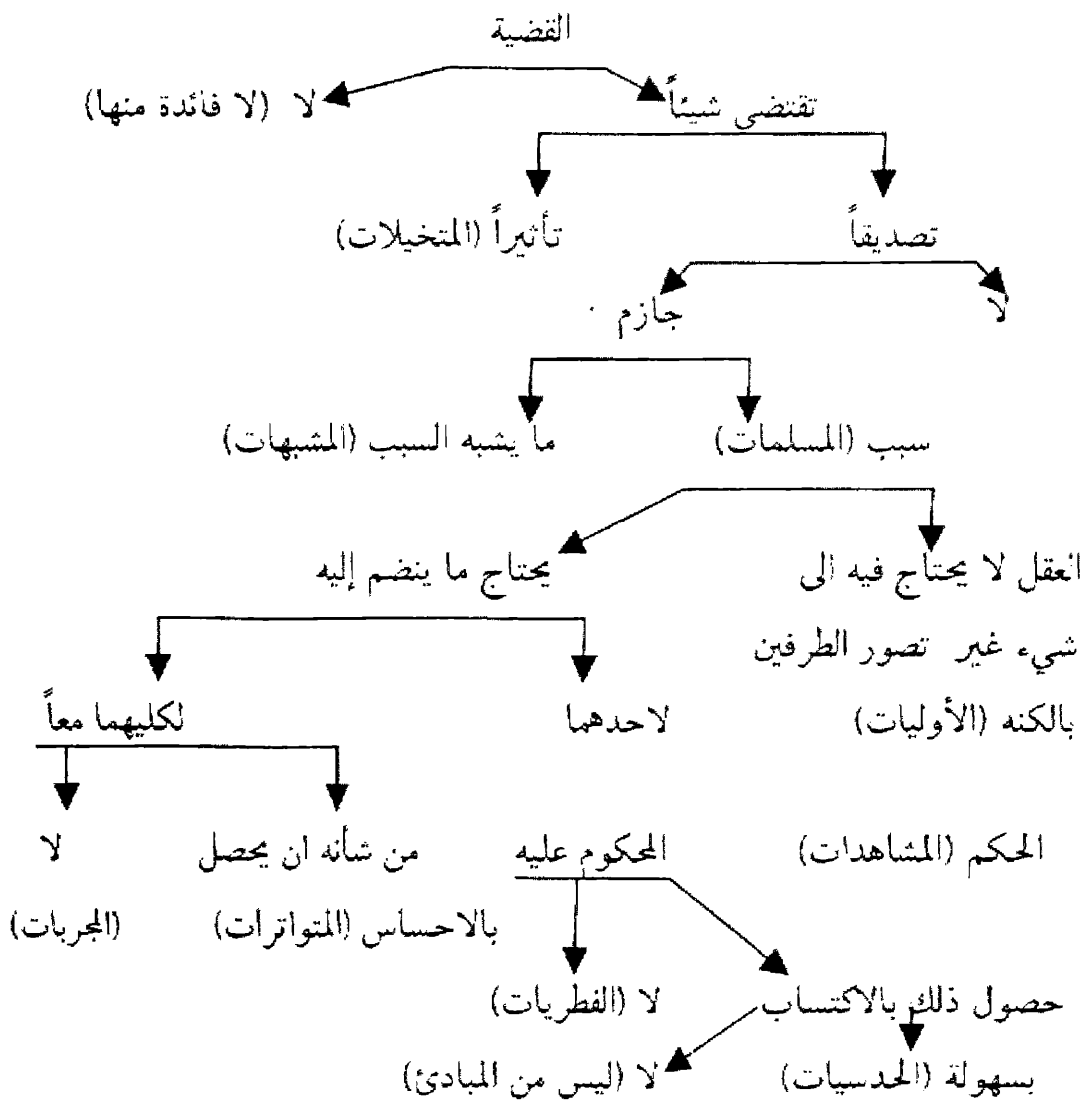 القضية
تقتضي شيئاً لا (لا فائدة منها)
تصديقاً تأثيراً (المتخيلات)
لا جازم
سبب (المسلمات) ما يشبه السبب (المشبهات)
العقل لا يحتاج فيه الى يحتاج ما ينضم إليه
شيء غير تصور الطرفين
بالكنه (الأوليات) لاحدهما لكليهما معاً
الحكم (المشاهدات) المحكوم عليه من شأنه ان يحصل لا
بالاحساس (المتواترات) (المجربات)
حصول ذلك بالاكتساب لا (الفطريات)
بسهولة (الحدسيات) لا (ليس من المبادئ)